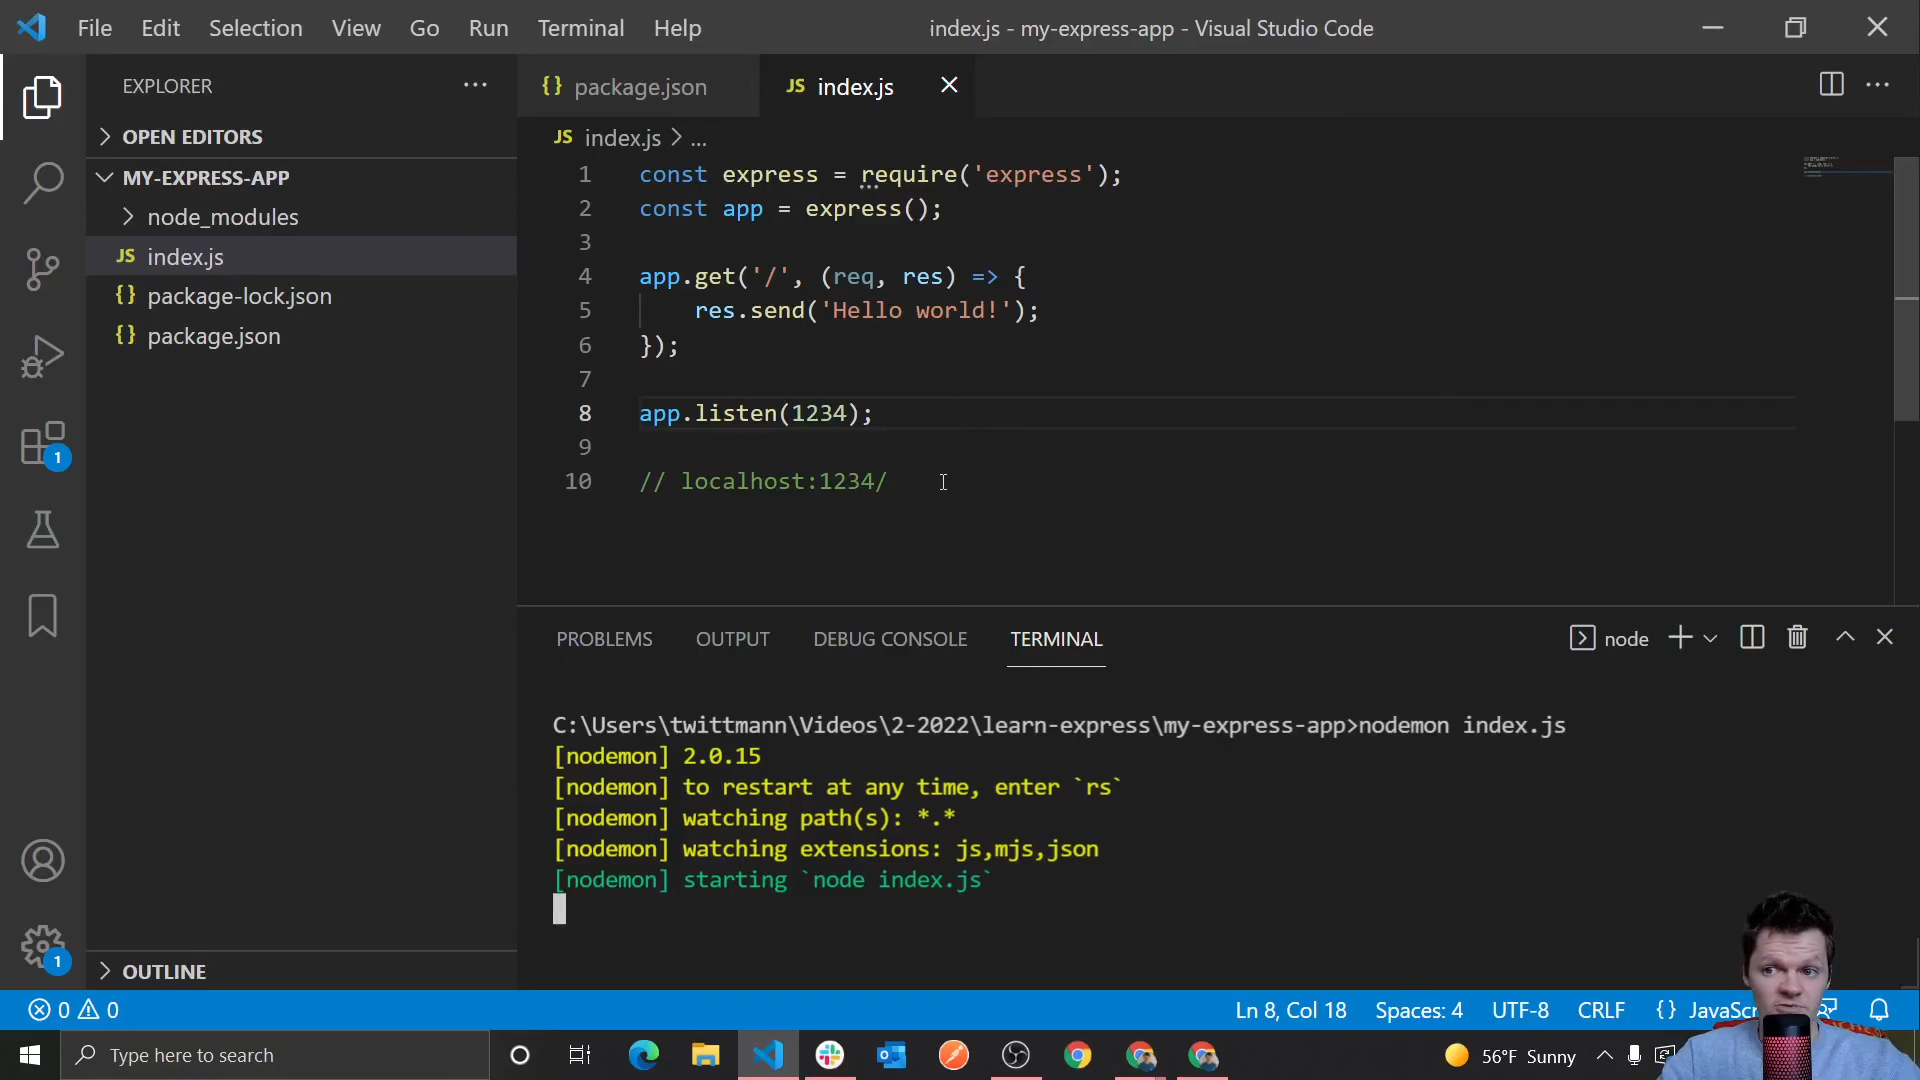 File Edit Selection View Go Run Terminal Help
index.js - my-express-app - Visual Studio Code
EXPLORER
OPEN EDITORS
MY-EXPRESS-APP
node_modules
JS index.js
{} package-lock.json
{} package.json
OUTLINE
{} package.json
JS index.js
JS index.js > ...
1 const express = require('express');
2 const app = express();
3
4 app.get('/', (req, res) => {
5 res.send('Hello world!');
6 });
7
8 app.listen(1234);
9
10 // localhost:1234/
PROBLEMS OUTPUT DEBUG CONSOLE TERMINAL
node
C:\Users\twittmann\Videos\2-2022\learn-express\my-express-app>nodemon index.js
[nodemon] 2.0.15
[nodemon] to restart at any time, enter `rs`
[nodemon] watching path(s): *.*
[nodemon] watching extensions: js,mjs,json
[nodemon] starting `node index.js`
1
1
0 0
Ln 8, Col 18 Spaces: 4 UTF-8 CRLF {} JavaSc
Type here to search
56°F Sunny